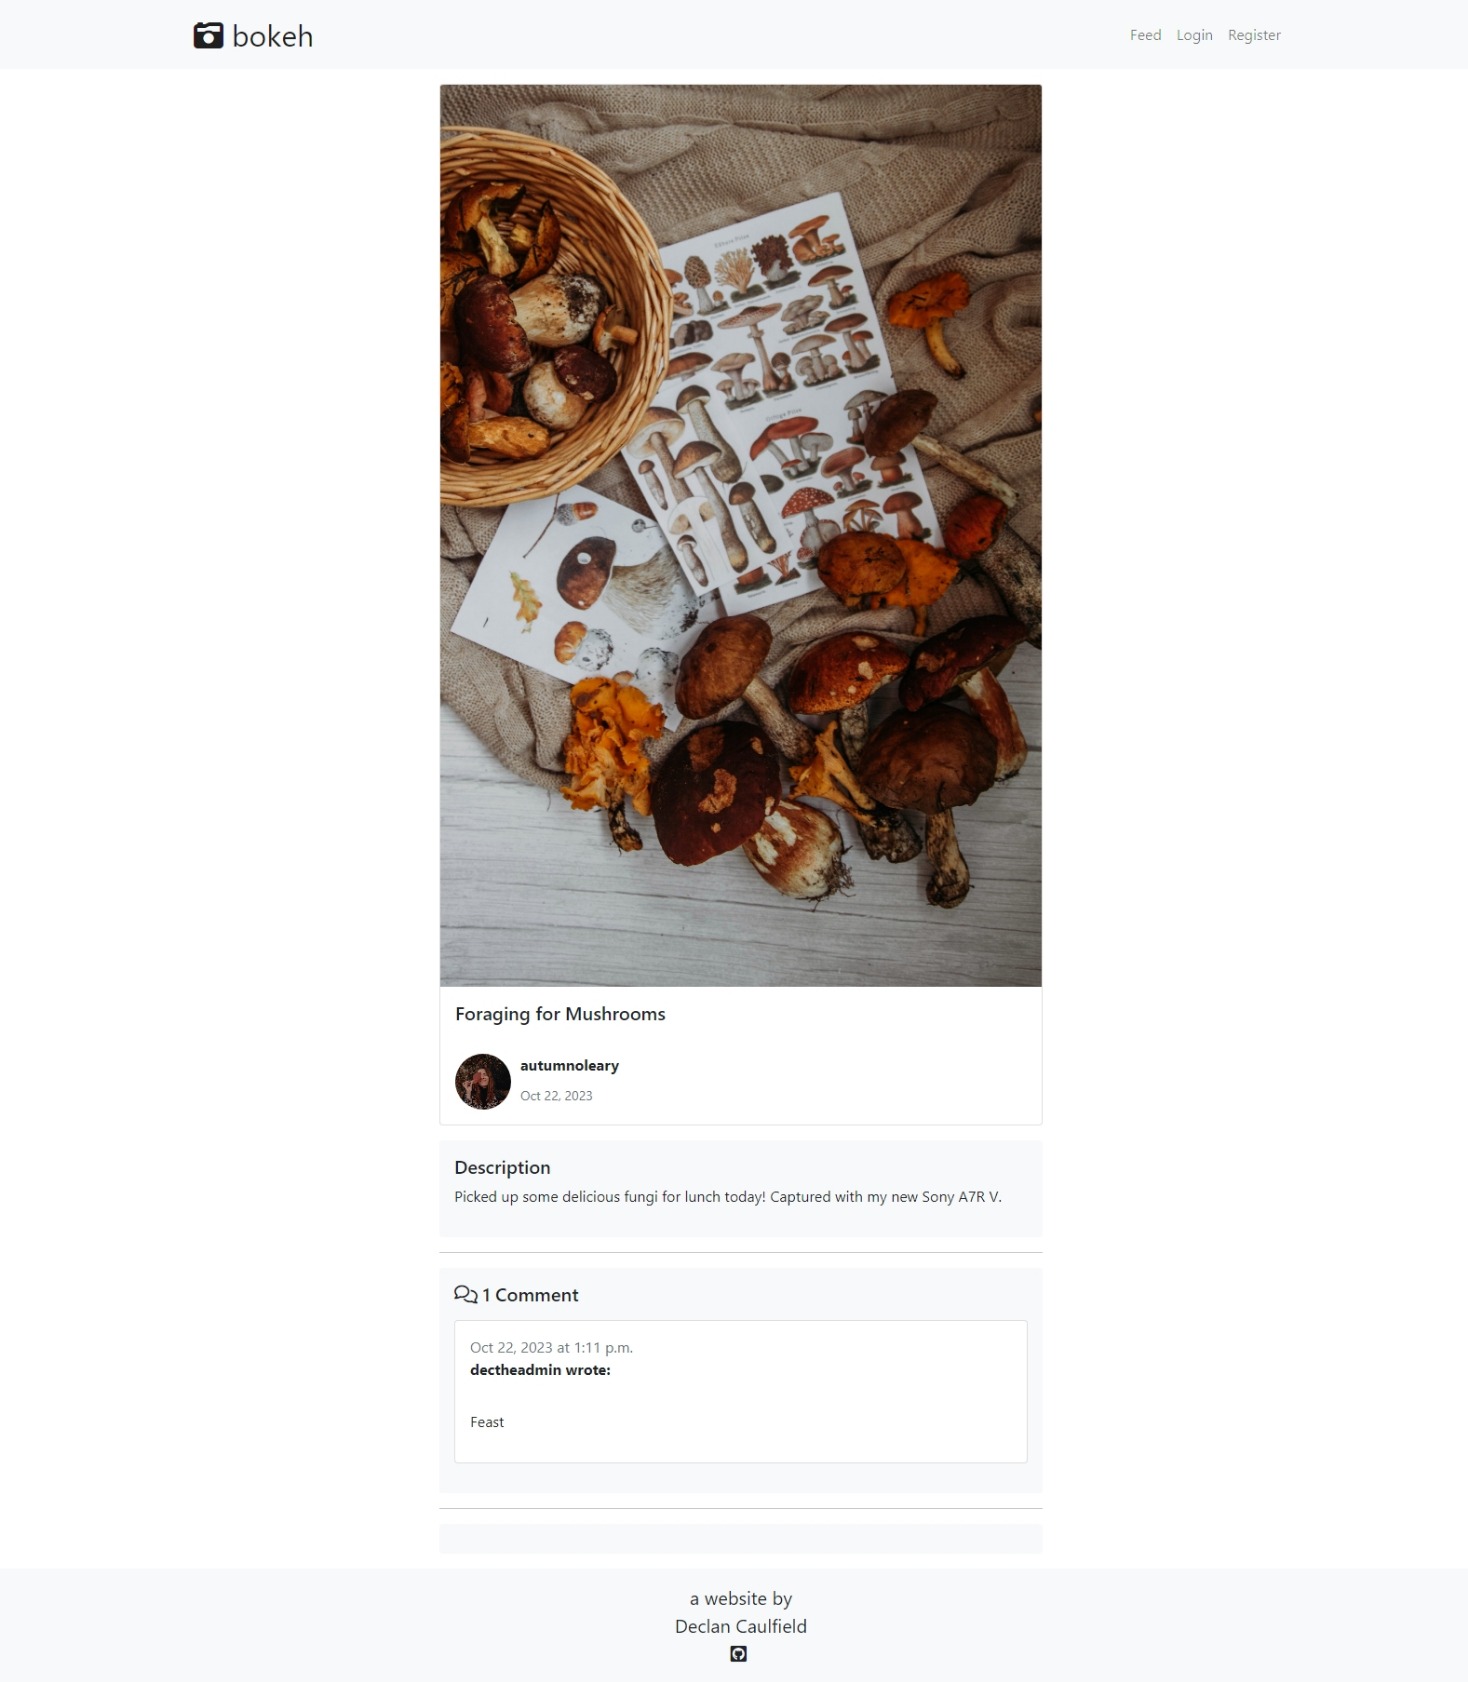 bokeh
Feed Login Register
Foraging for Mushrooms
autumnoleary
Oct 22, 2023
Description
Picked up some delicious fungi for lunch today! Captured with my new Sony A7R V.
1 Comment
Oct 22, 2023 at 1:11 p.m.
dectheadmin wrote:
Feast
a website by
Declan Caulfield